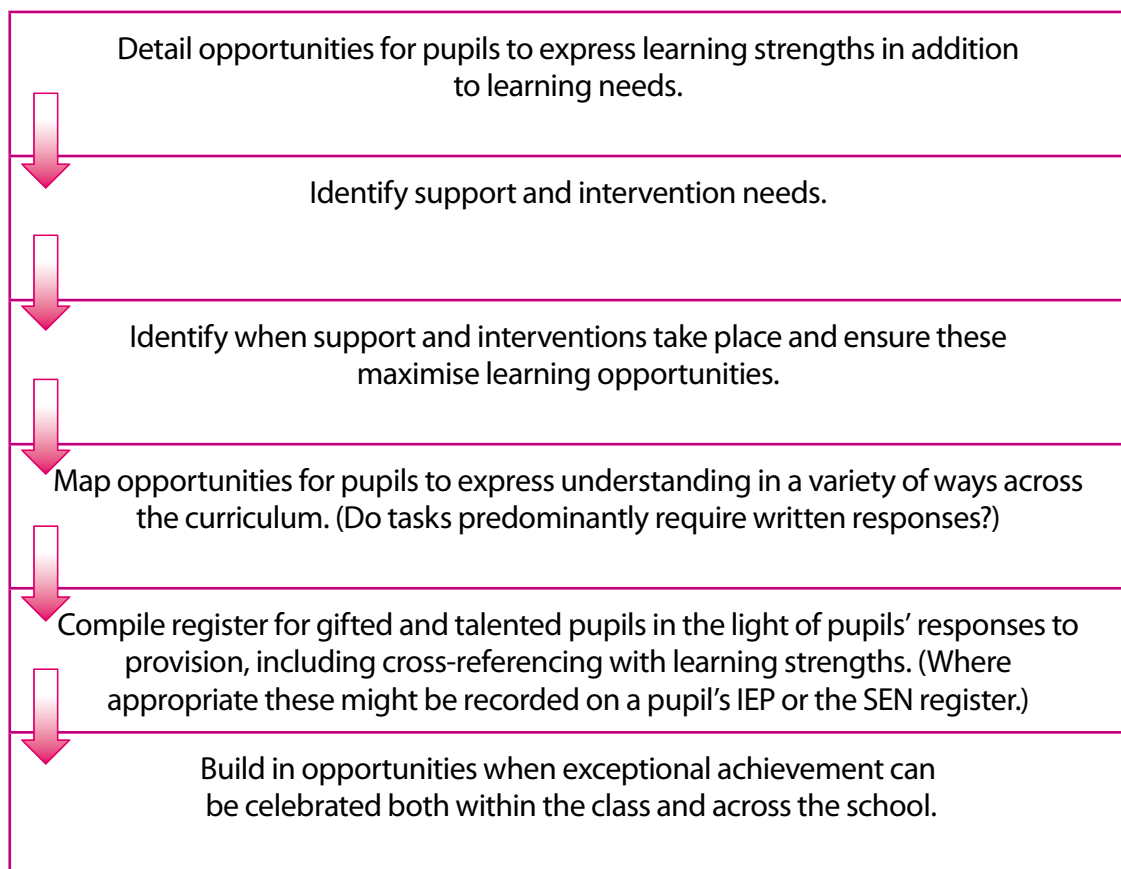 Detail opportunities for pupils to express learning strengths in addition
to learning needs.
Identify support and intervention needs.
Identify when support and interventions take place and ensure these
maximise learning opportunities.
Map opportunities for pupils to express understanding in a variety of ways across
the curriculum. (Do tasks predominantly require written responses?)
Compile register for gifted and talented pupils in the light of pupils’ responses to
provision, including cross-referencing with learning strengths. (Where
appropriate these might be recorded on a pupil’s IEP or the SEN register.)
Build in opportunities when exceptional achievement can
be celebrated both within the class and across the school.